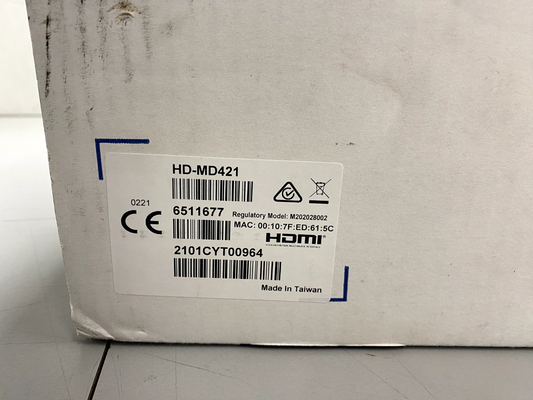 HD-MD421
0221
CE
6511677
Regulatory Model: M202028002
MAC: 00:10:7F:ED:61:5C
HDMI
2101CYT00964
Made In Taiwan